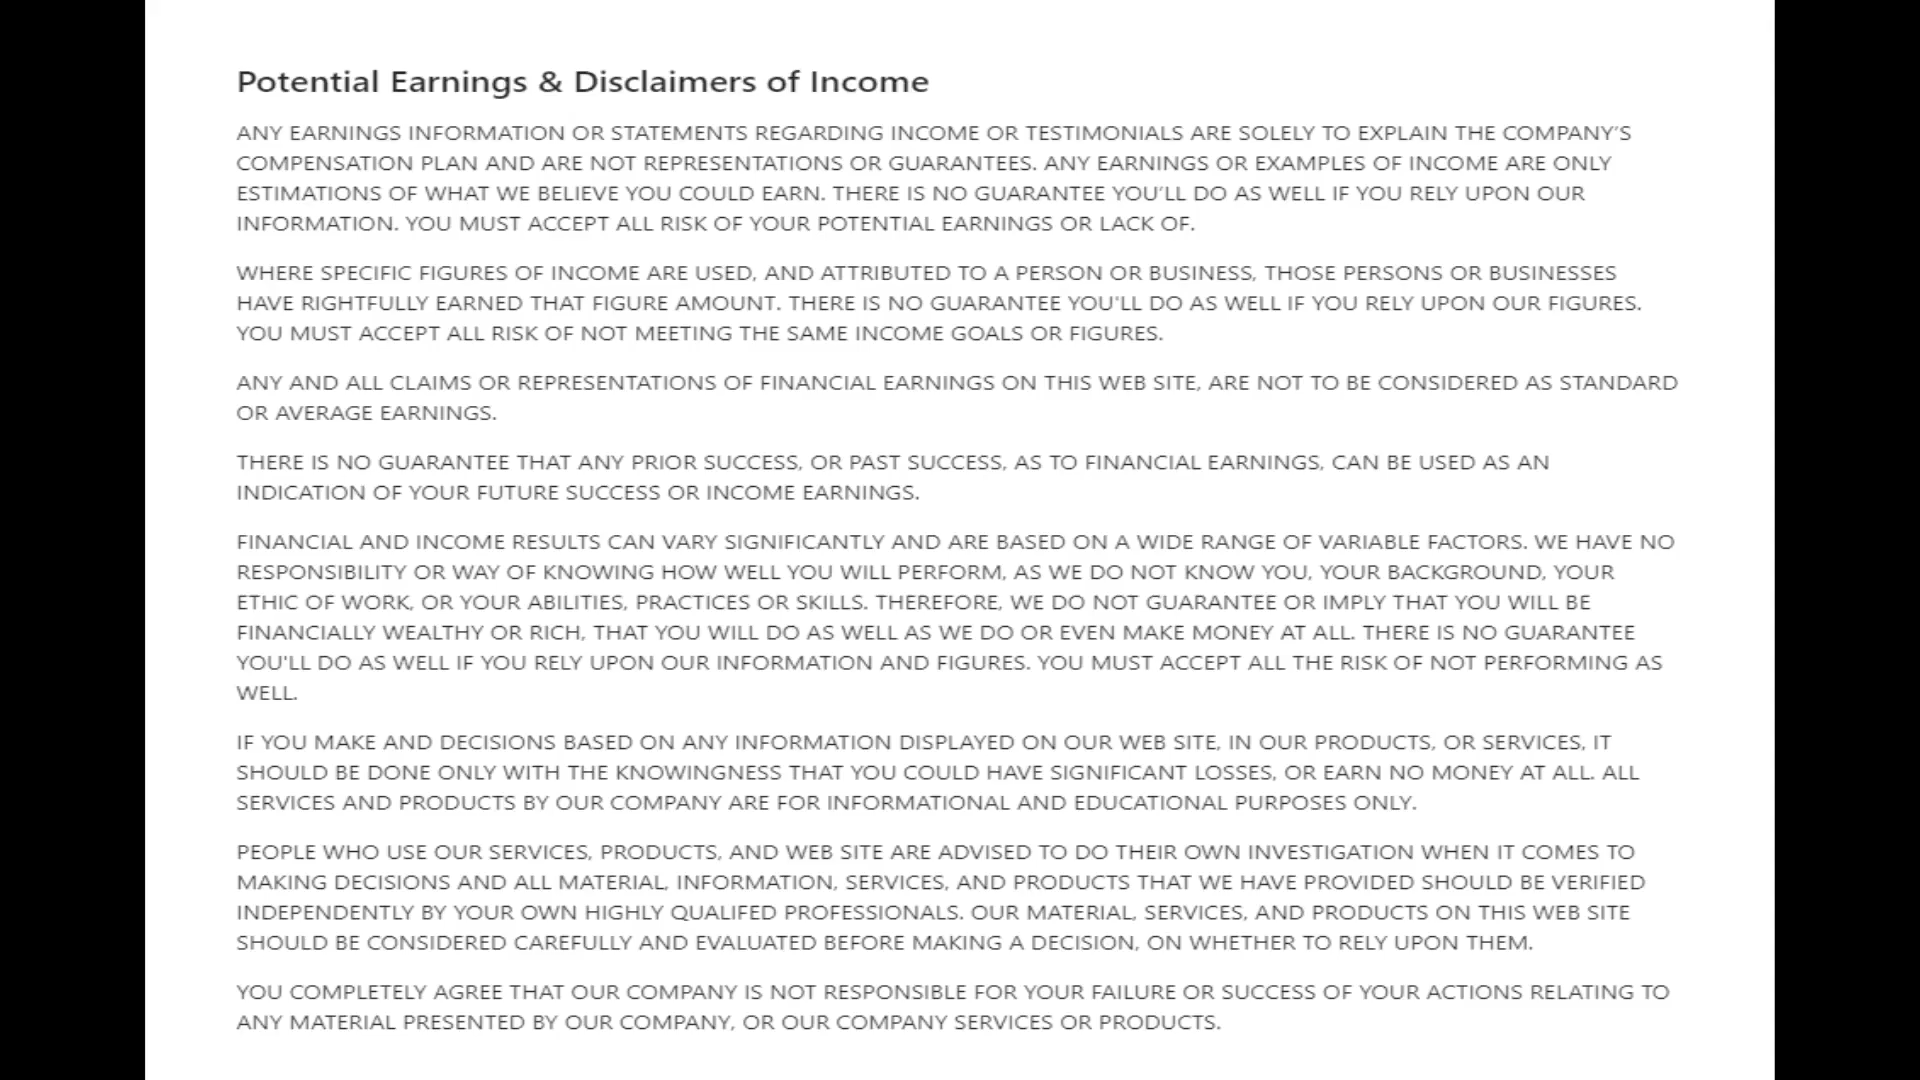 Potential Earnings & Disclaimers of Income
ANY EARNINGS INFORMATION OR STATEMENTS REGARDING INCOME OR TESTIMONIALS ARE SOLELY TO EXPLAIN THE COMPANY'S
COMPENSATION PLAN AND ARE NOT REPRESENTATIONS OR GUARANTEES. ANY EARNINGS OR EXAMPLES OF INCOME ARE ONLY
ESTIMATIONS OF WHAT WE BELIEVE YOU COULD EARN. THERE IS NO GUARANTEE YOU'LL DO AS WELL IF YOU RELY UPON OUR
INFORMATION. YOU MUST ACCEPT ALL RISK OF YOUR POTENTIAL EARNINGS OR LACK OF.
WHERE SPECIFIC FIGURES OF INCOME ARE USED, AND ATTRIBUTED TO A PERSON OR BUSINESS, THOSE PERSONS OR BUSINESSES
HAVE RIGHTFULLY EARNED THAT FIGURE AMOUNT. THERE IS NO GUARANTEE YOU'LL DO AS WELL IF YOU RELY UPON OUR FIGURES.
YOU MUST ACCEPT ALL RISK OF NOT MEETING THE SAME INCOME GOALS OR FIGURES.
ANY AND ALL CLAIMS OR REPRESENTATIONS OF FINANCIAL EARNINGS ON THIS WEB SITE, ARE NOT TO BE CONSIDERED AS STANDARD
OR AVERAGE EARNINGS.
THERE IS NO GUARANTEE THAT ANY PRIOR SUCCESS, OR PAST SUCCESS, AS TO FINANCIAL EARNINGS, CAN BE USED AS AN
INDICATION OF YOUR FUTURE SUCCESS OR INCOME EARNINGS.
FINANCIAL AND INCOME RESULTS CAN VARY SIGNIFICANTLY AND ARE BASED ON A WIDE RANGE OF VARIABLE FACTORS. WE HAVE NO
RESPONSIBILITY OR WAY OF KNOWING HOW WELL YOU WILL PERFORM, AS WE DO NOT KNOW YOU, YOUR BACKGROUND, YOUR
ETHIC OF WORK, OR YOUR ABILITIES, PRACTICES OR SKILLS. THEREFORE, WE DO NOT GUARANTEE OR IMPLY THAT YOU WILL BE
FINANCIALLY WEALTHY OR RICH, THAT YOU WILL DO AS WELL AS WE DO OR EVEN MAKE MONEY AT ALL. THERE IS NO GUARANTEE
YOU'LL DO AS WELL IF YOU RELY UPON OUR INFORMATION AND FIGURES. YOU MUST ACCEPT ALL THE RISK OF NOT PERFORMING AS
WELL.
IF YOU MAKE AND DECISIONS BASED ON ANY INFORMATION DISPLAYED ON OUR WEB SITE, IN OUR PRODUCTS, OR SERVICES, IT
SHOULD BE DONE ONLY WITH THE KNOWINGNESS THAT YOU COULD HAVE SIGNIFICANT LOSSES, OR EARN NO MONEY AT ALL. ALL
SERVICES AND PRODUCTS BY OUR COMPANY ARE FOR INFORMATIONAL AND EDUCATIONAL PURPOSES ONLY.
PEOPLE WHO USE OUR SERVICES, PRODUCTS, AND WEB SITE ARE ADVISED TO DO THEIR OWN INVESTIGATION WHEN IT COMES TO
MAKING DECISIONS AND ALL MATERIAL, INFORMATION, SERVICES, AND PRODUCTS THAT WE HAVE PROVIDED SHOULD BE VERIFIED
INDEPENDENTLY BY YOUR OWN HIGHLY QUALIFED PROFESSIONALS. OUR MATERIAL, SERVICES, AND PRODUCTS ON THIS WEB SITE
SHOULD BE CONSIDERED CAREFULLY AND EVALUATED BEFORE MAKING A DECISION, ON WHETHER TO RELY UPON THEM.
YOU COMPLETELY AGREE THAT OUR COMPANY IS NOT RESPONSIBLE FOR YOUR FAILURE OR SUCCESS OF YOUR ACTIONS RELATING TO
ANY MATERIAL PRESENTED BY OUR COMPANY, OR OUR COMPANY SERVICES OR PRODUCTS.